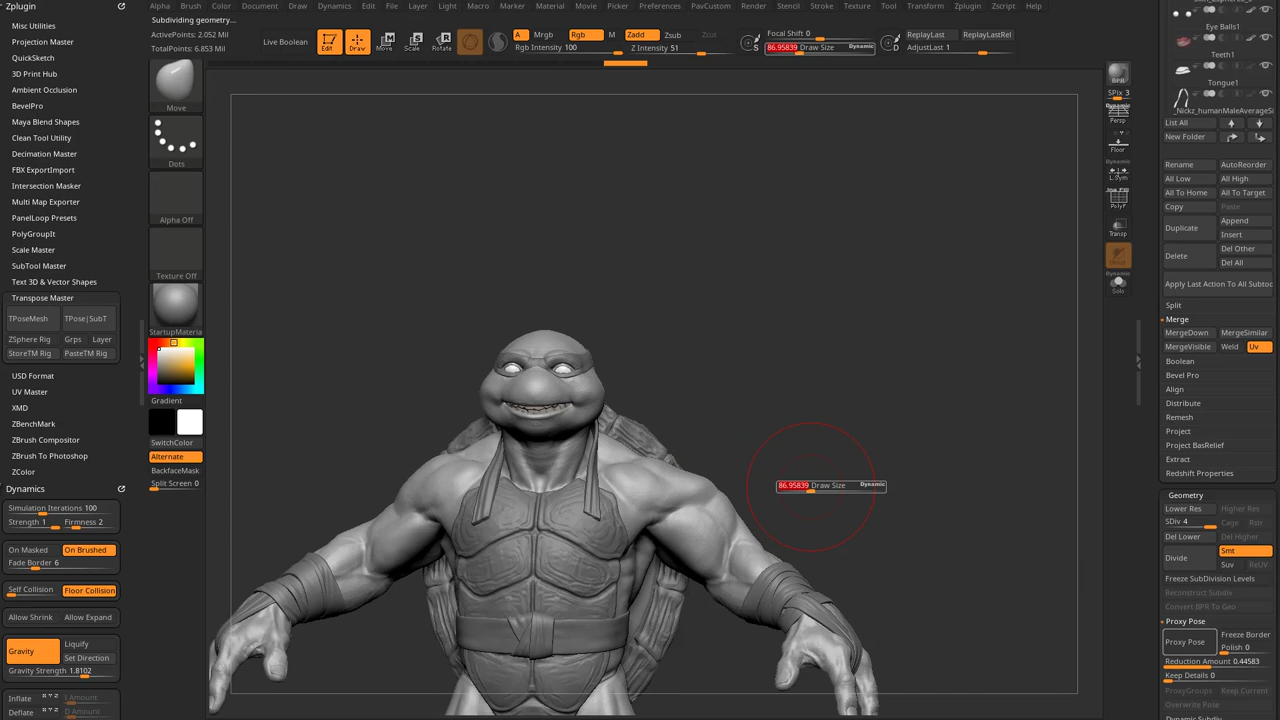 Zplugin
Misc Utilities
Projection Master
QuickSketch
3D Print Hub
Ambient Occlusion
BevelPro
Maya Blend Shapes
Clean Tool Utility
Decimation Master
FBX ExportImport
Intersection Masker
Multi Map Exporter
PanelLoop Presets
PolyGroupIt
Scale Master
SubTool Master
Text 3D & Vector Shapes
Transpose Master
TPoseMesh TPose|SubT
ZSphere Rig Grps Layer
StoreTM Rig PasteTM Rig
USD Format
UV Master
XMD
ZBenchMark
ZBrush Compositor
ZBrush To Photoshop
ZColor
Dynamics
Simulation Iterations 100
Strength 1 Firmness 2
On Masked On Brushed
Fade Border 6
Self Collision Floor Collision
Allow Shrink Allow Expand
Gravity Liquify
Set Direction
Gravity Strength 1.8102
Inflate X Y Z I Amount
Deflate X Y Z D Amount
Alpha Brush Color Document Draw Dynamics Edit File Layer Light Macro Marker Material Movie Picker Preferences PavCustom Render Stencil Stroke Texture Tool Transform Zplugin Zscript Help
Subdividing geometry...
ActivePoints: 2.052 Mil
TotalPoints: 6.853 Mil
Live Boolean
Edit Draw Move Scale Rotate
A Mrgb Rgb M Zadd Zsub Zcut
Rgb Intensity 100 Z Intensity 51
S
Focal Shift 0
86.95839 Draw Size Dynamic
D
ReplayLast ReplayLastRel
AdjustLast 1
Move
Dots
Alpha Off
Texture Off
StartupMateria
Gradient
SwitchColor
Alternate
BackfaceMask
Split Screen 0
86.95839 Draw Size Dynamic
BPR
SPix 3
Dynamic
Persp
Floor
Dynamic
L.Sym
PolyF
Transp
Dynamic
Solo
Eye Balls1
Teeth1
Tongue1
_Nickz_humanMaleAverageSi
List All
New Folder
Rename AutoReorder
All Low All High
All To Home All To Target
Copy Paste
Duplicate Append
Insert
Delete Del Other
Del All
Apply Last Action To All Subtoo
Split
Merge
MergeDown MergeSimilar
MergeVisible Weld Uv
Boolean
Bevel Pro
Align
Distribute
Remesh
Project
Project BasRelief
Extract
Redshift Properties
Geometry
Lower Res Higher Res
SDiv 4 Cage Rstr
Del Lower Del Higher
Divide Smt
Suv ReUV
Freeze SubDivision Levels
Reconstruct Subdiv
Convert BPR To Geo
Proxy Pose
Proxy Pose Freeze Border
Polish 0
Reduction Amount 0.44583
Keep Details 0
ProxyGroups Keep Current
Overwrite Pose
Dynamic Subdiv